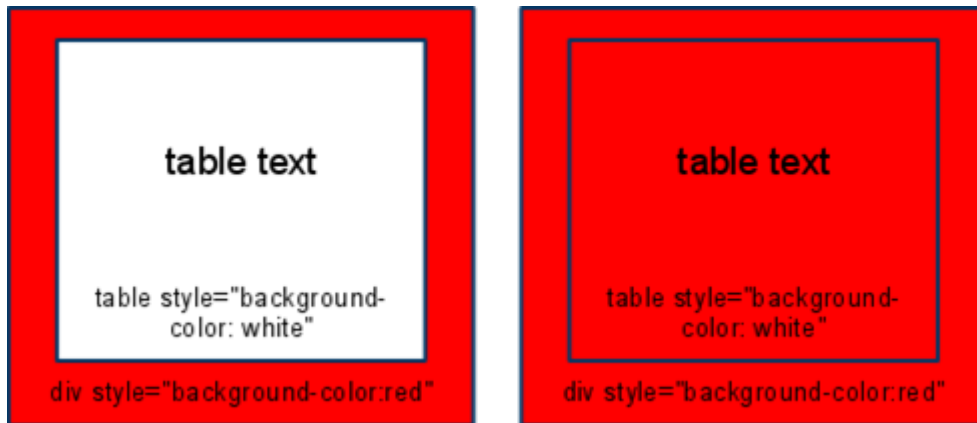 table text
table style="background-
color: white"
div style="background-color:red"
table text
table style="background-
color: white"
div style="background-color:red"